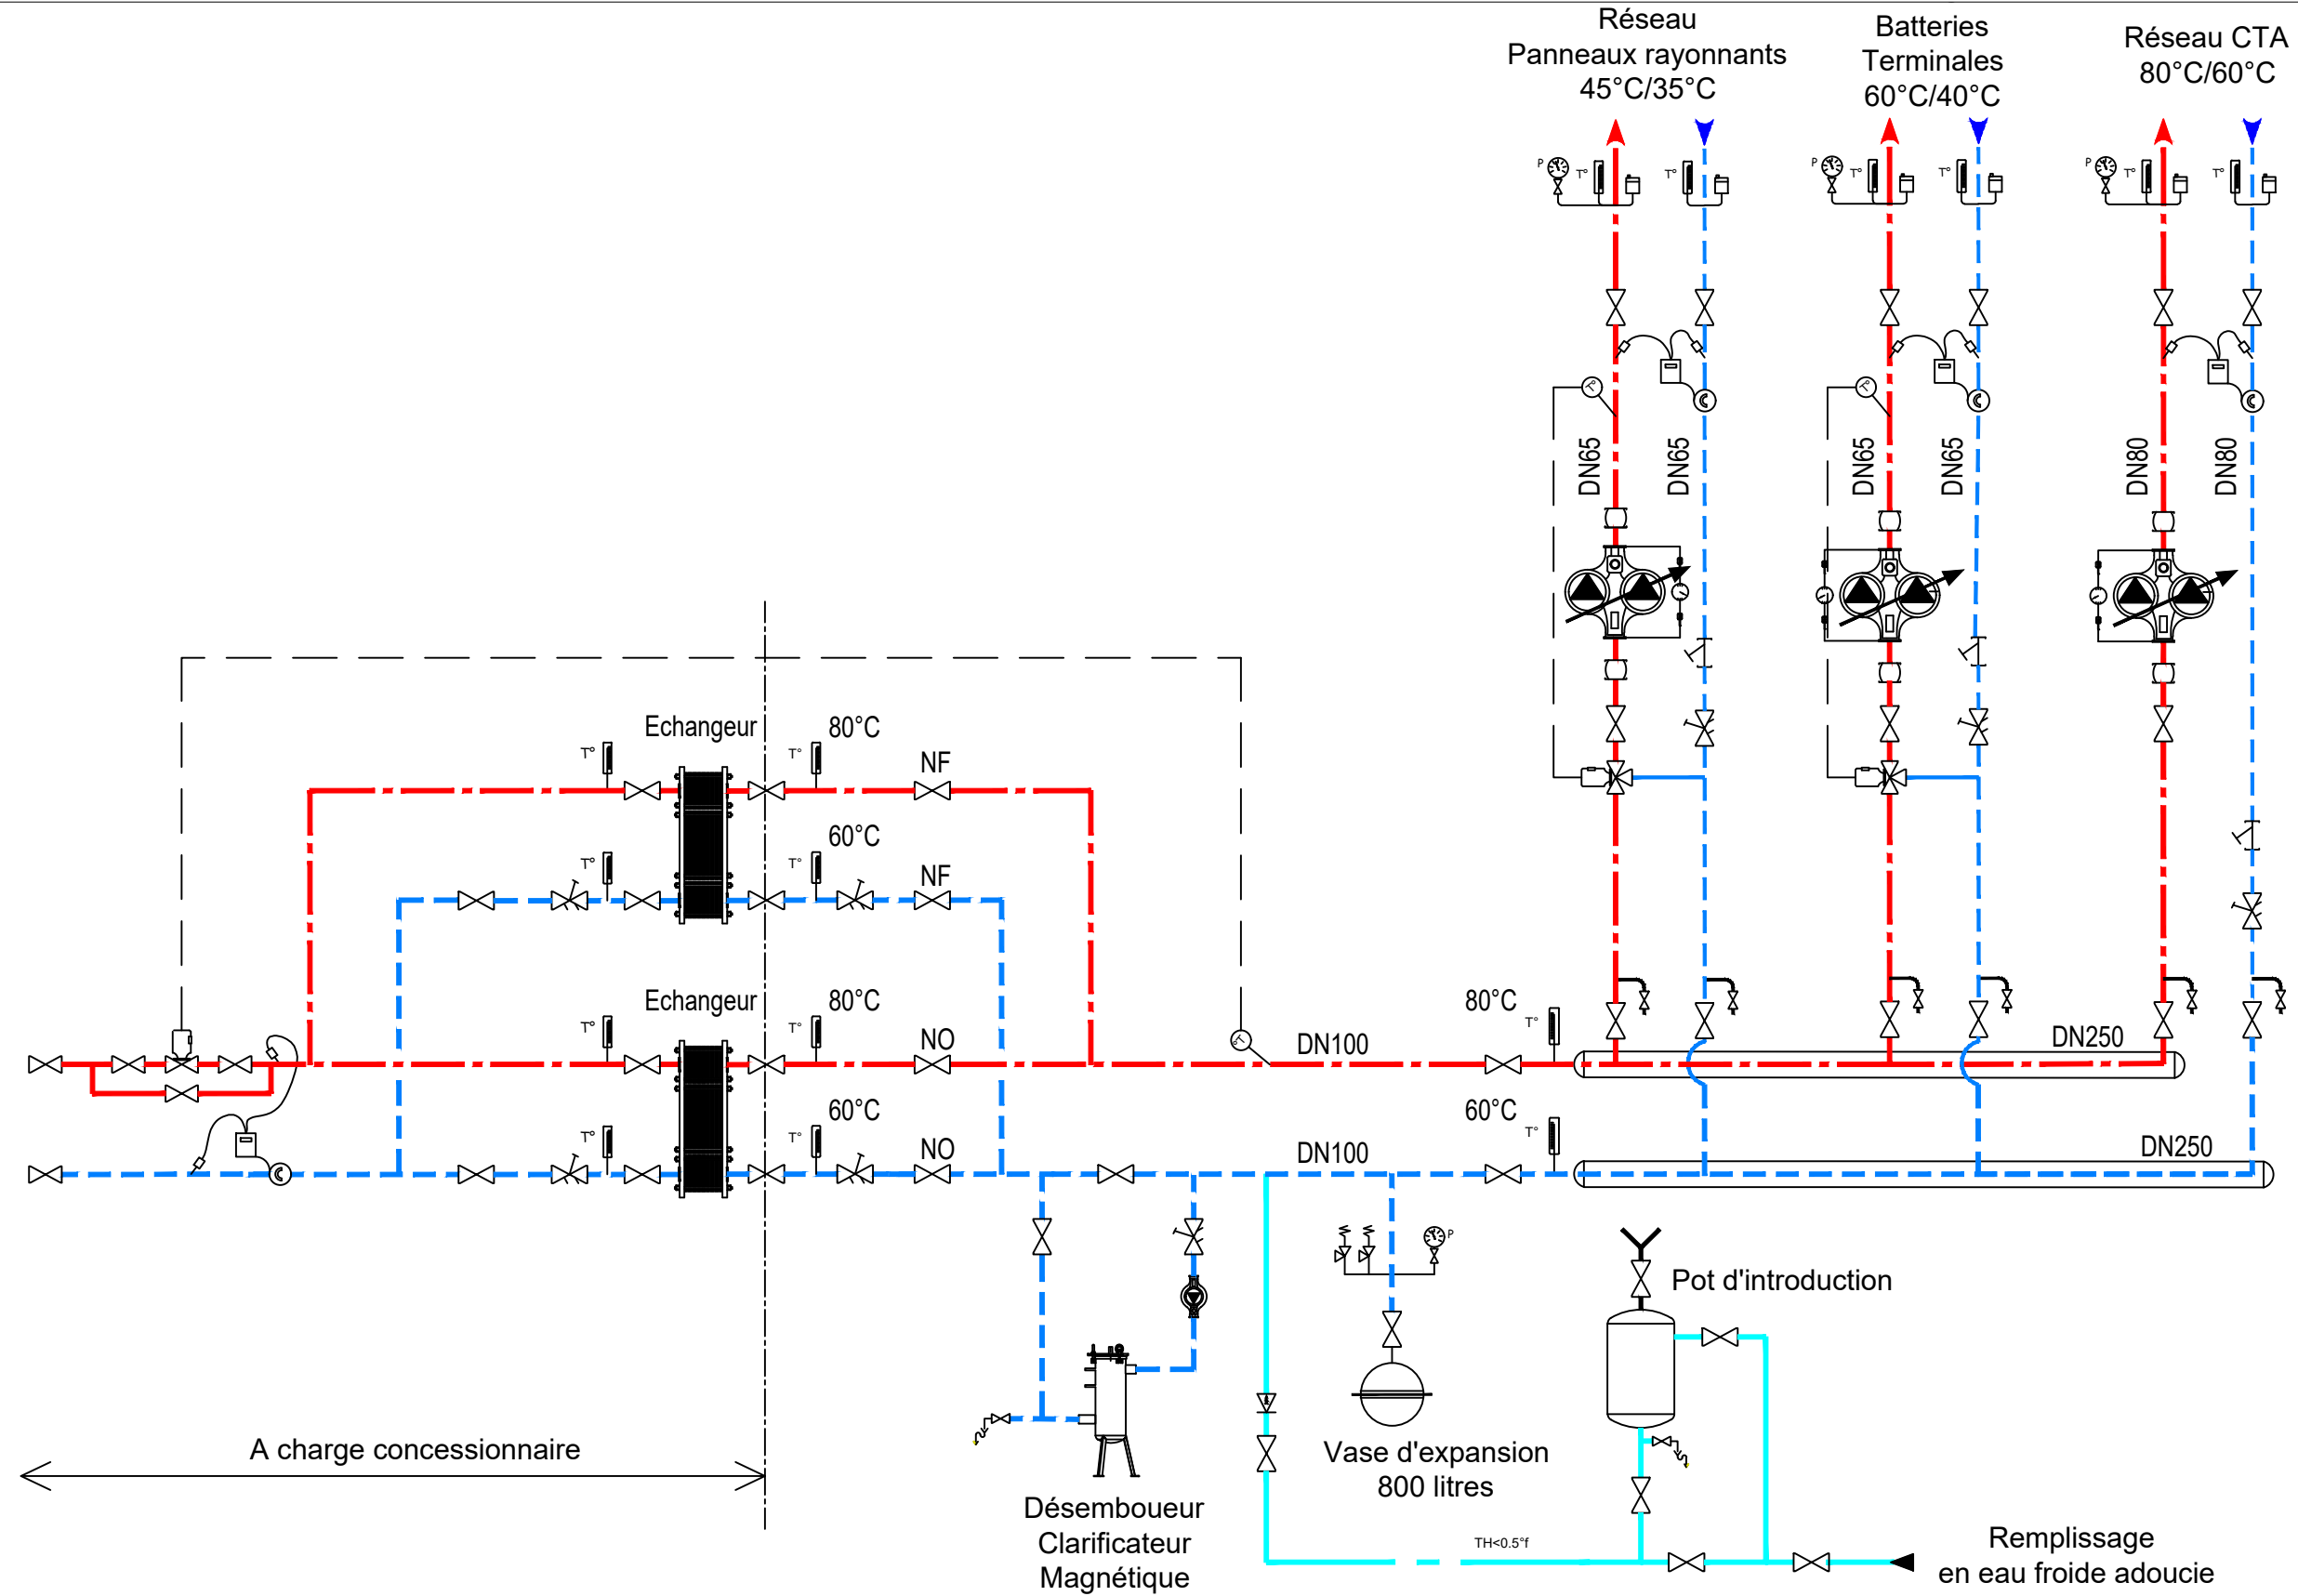 Réseau
Panneaux rayonnants
45°C/35°C
Batteries
Terminales
60°C/40°C
Réseau CTA
80°C/60°C
P
T°
T°
P
T°
T°
P
T°
T°
T°
T°
DN65
DN65
DN65
DN65
DN80
DN80
Echangeur
80°C
T°
T°
NF
60°C
T°
T°
NF
Echangeur
80°C
T°
T°
NO
T°
DN100
80°C
T°
DN250
60°C
T°
T°
NO
DN100
60°C
T°
DN250
P
Pot d'introduction
A charge concessionnaire
Vase d'expansion
800 litres
Désemboueur
Clarificateur
Magnétique
TH<0.5°f
Remplissage
en eau froide adoucie